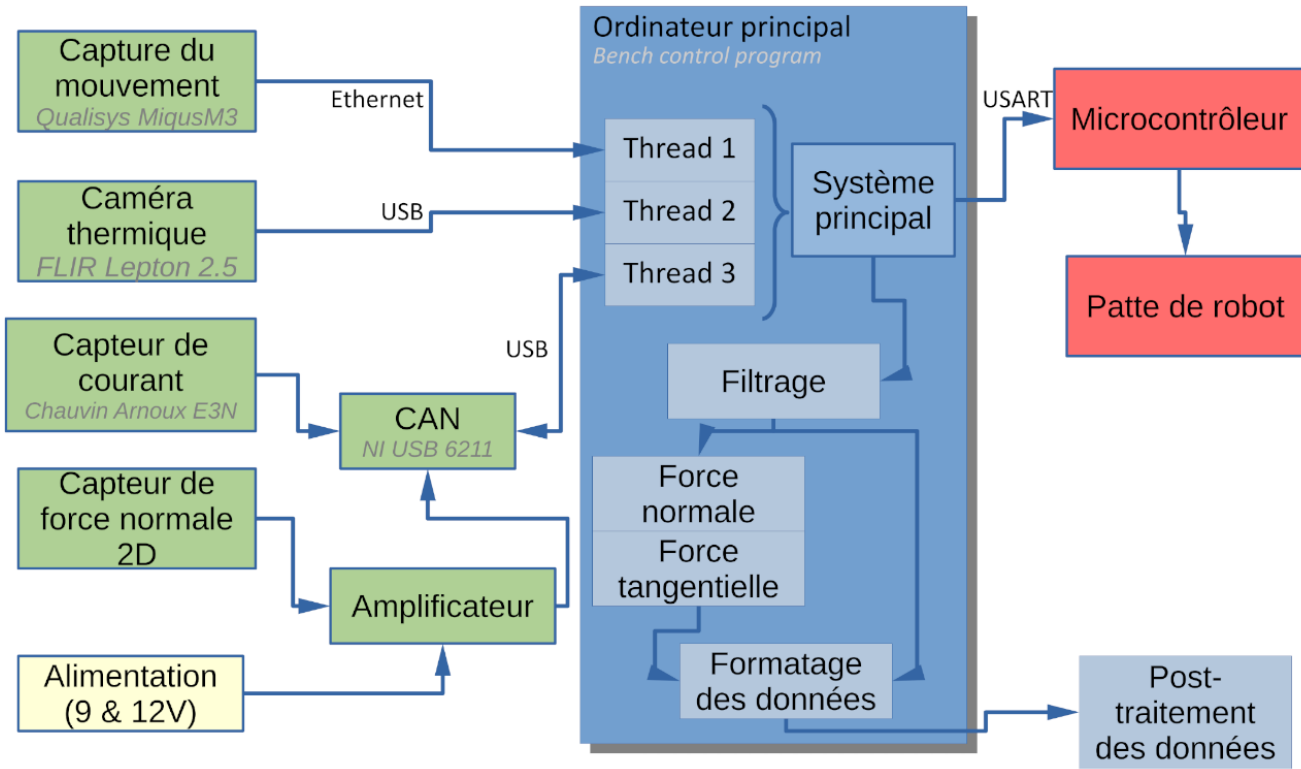 Capture du
mouvement
Qualisys MiqusM3
Ethernet
Caméra
thermique
FLIR Lepton 2.5
USB
Capteur de
courant
Chauvin Arnoux E3N
USB
CAN
NI USB 6211
Capteur de
force normale
2D
Amplificateur
Alimentation
(9 & 12V)
Ordinateur principal
Bench control program
Thread 1
Thread 2
Thread 3
Système
principal
Filtrage
Force
normale
Force
tangentielle
Formatage
des données
USART
Microcontrôleur
Patte de robot
Post-
traitement
des données